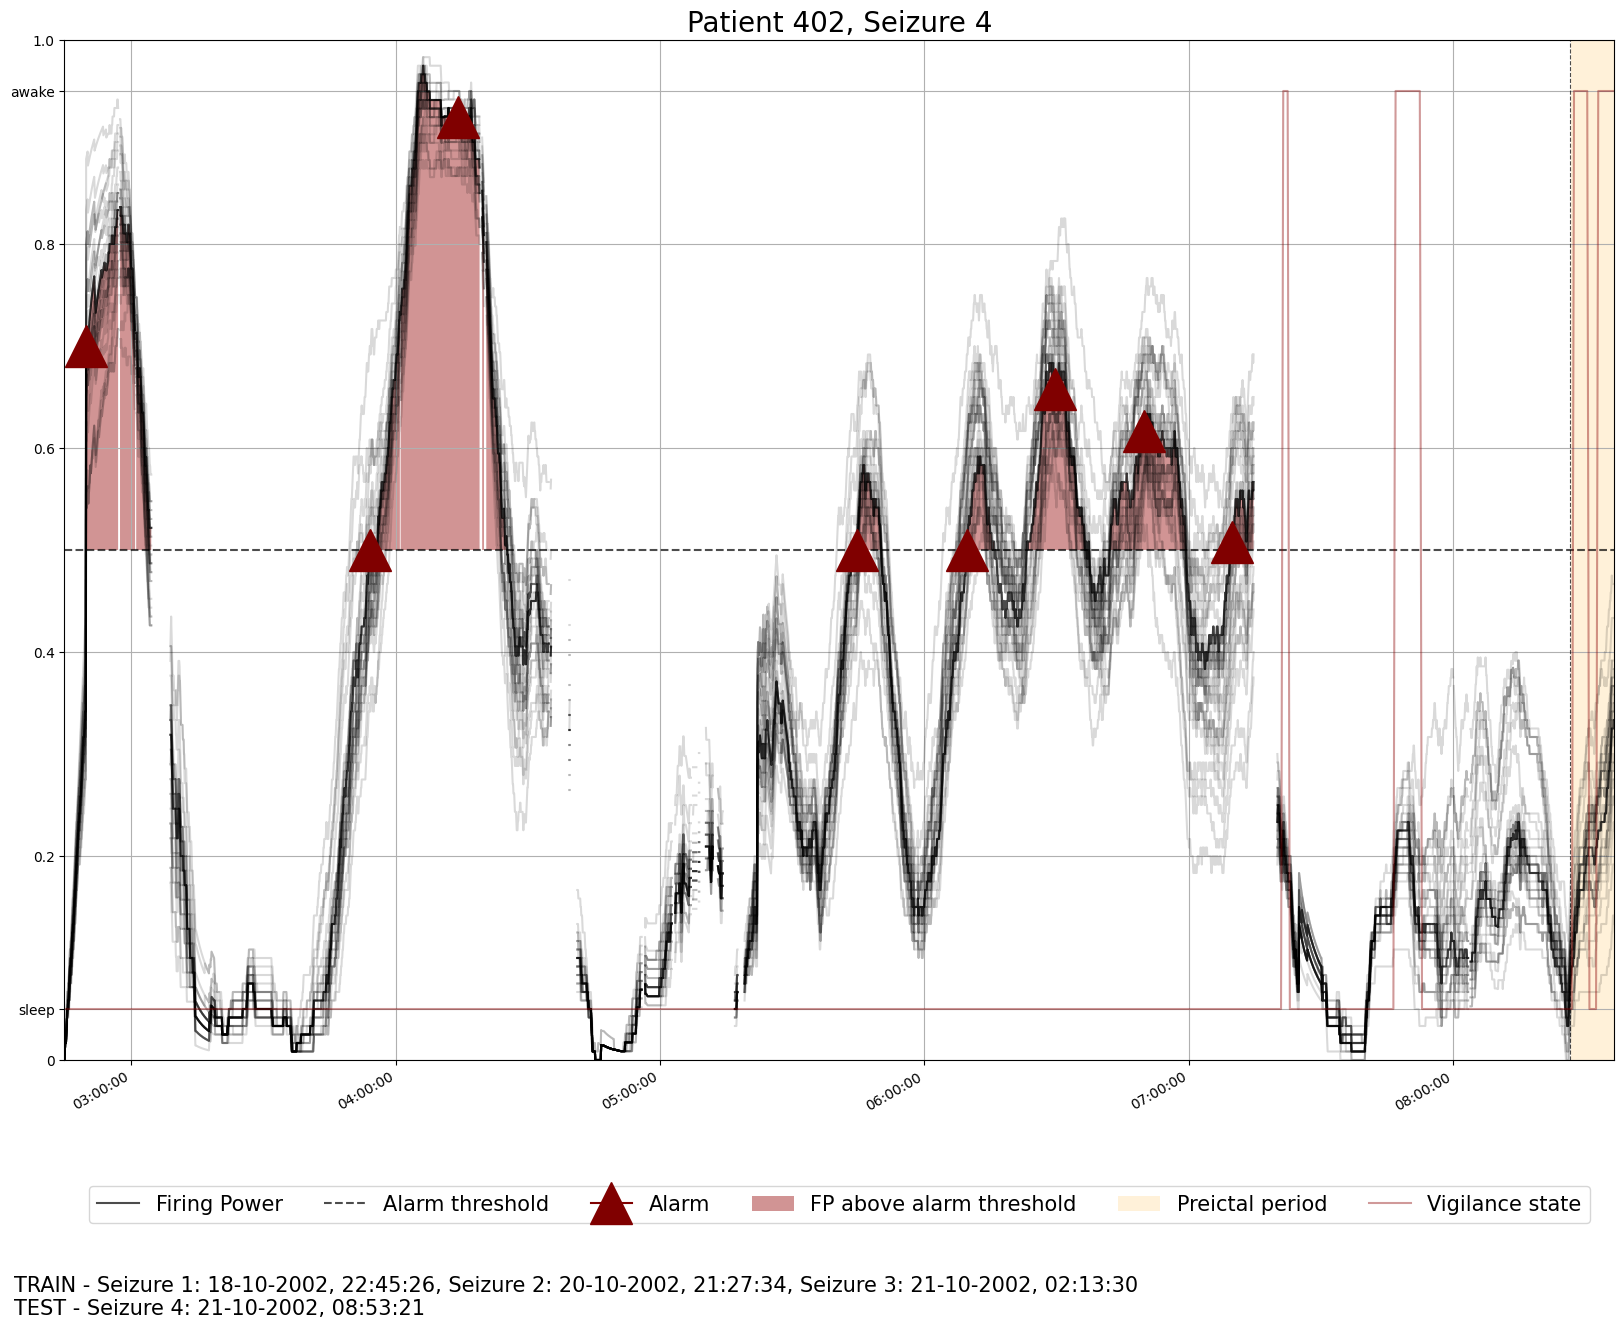 Patient 402, Seizure 4
1.0
awake
0.8
0.6
0.4
0.2
sleep
0
03:00:00
04:00:00
05:00:00
06:00:00
07:00:00
08:00:00
Firing Power
Alarm threshold
Alarm
FP above alarm threshold
Preictal period
Vigilance state
TRAIN - Seizure 1: 18-10-2002, 22:45:26, Seizure 2: 20-10-2002, 21:27:34, Seizure 3: 21-10-2002, 02:13:30
TEST - Seizure 4: 21-10-2002, 08:53:21